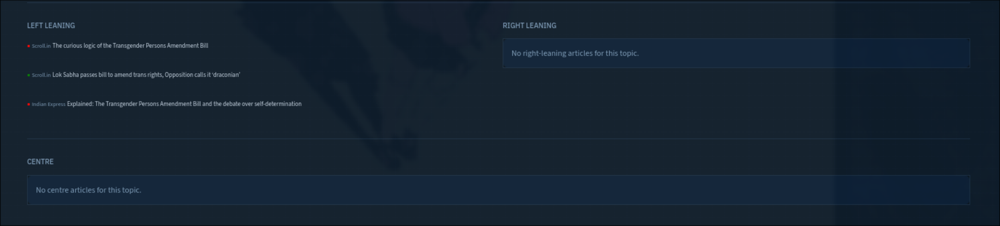 LEFT LEANING
Scroll.in The curious logic of the Transgender Persons Amendment Bill
Scroll.in Lok Sabha passes bill to amend trans rights, Opposition calls it ‘draconian’
Indian Express Explained: The Transgender Persons Amendment Bill and the debate over self-determination
RIGHT LEANING
No right-leaning articles for this topic.
CENTRE
No centre articles for this topic.